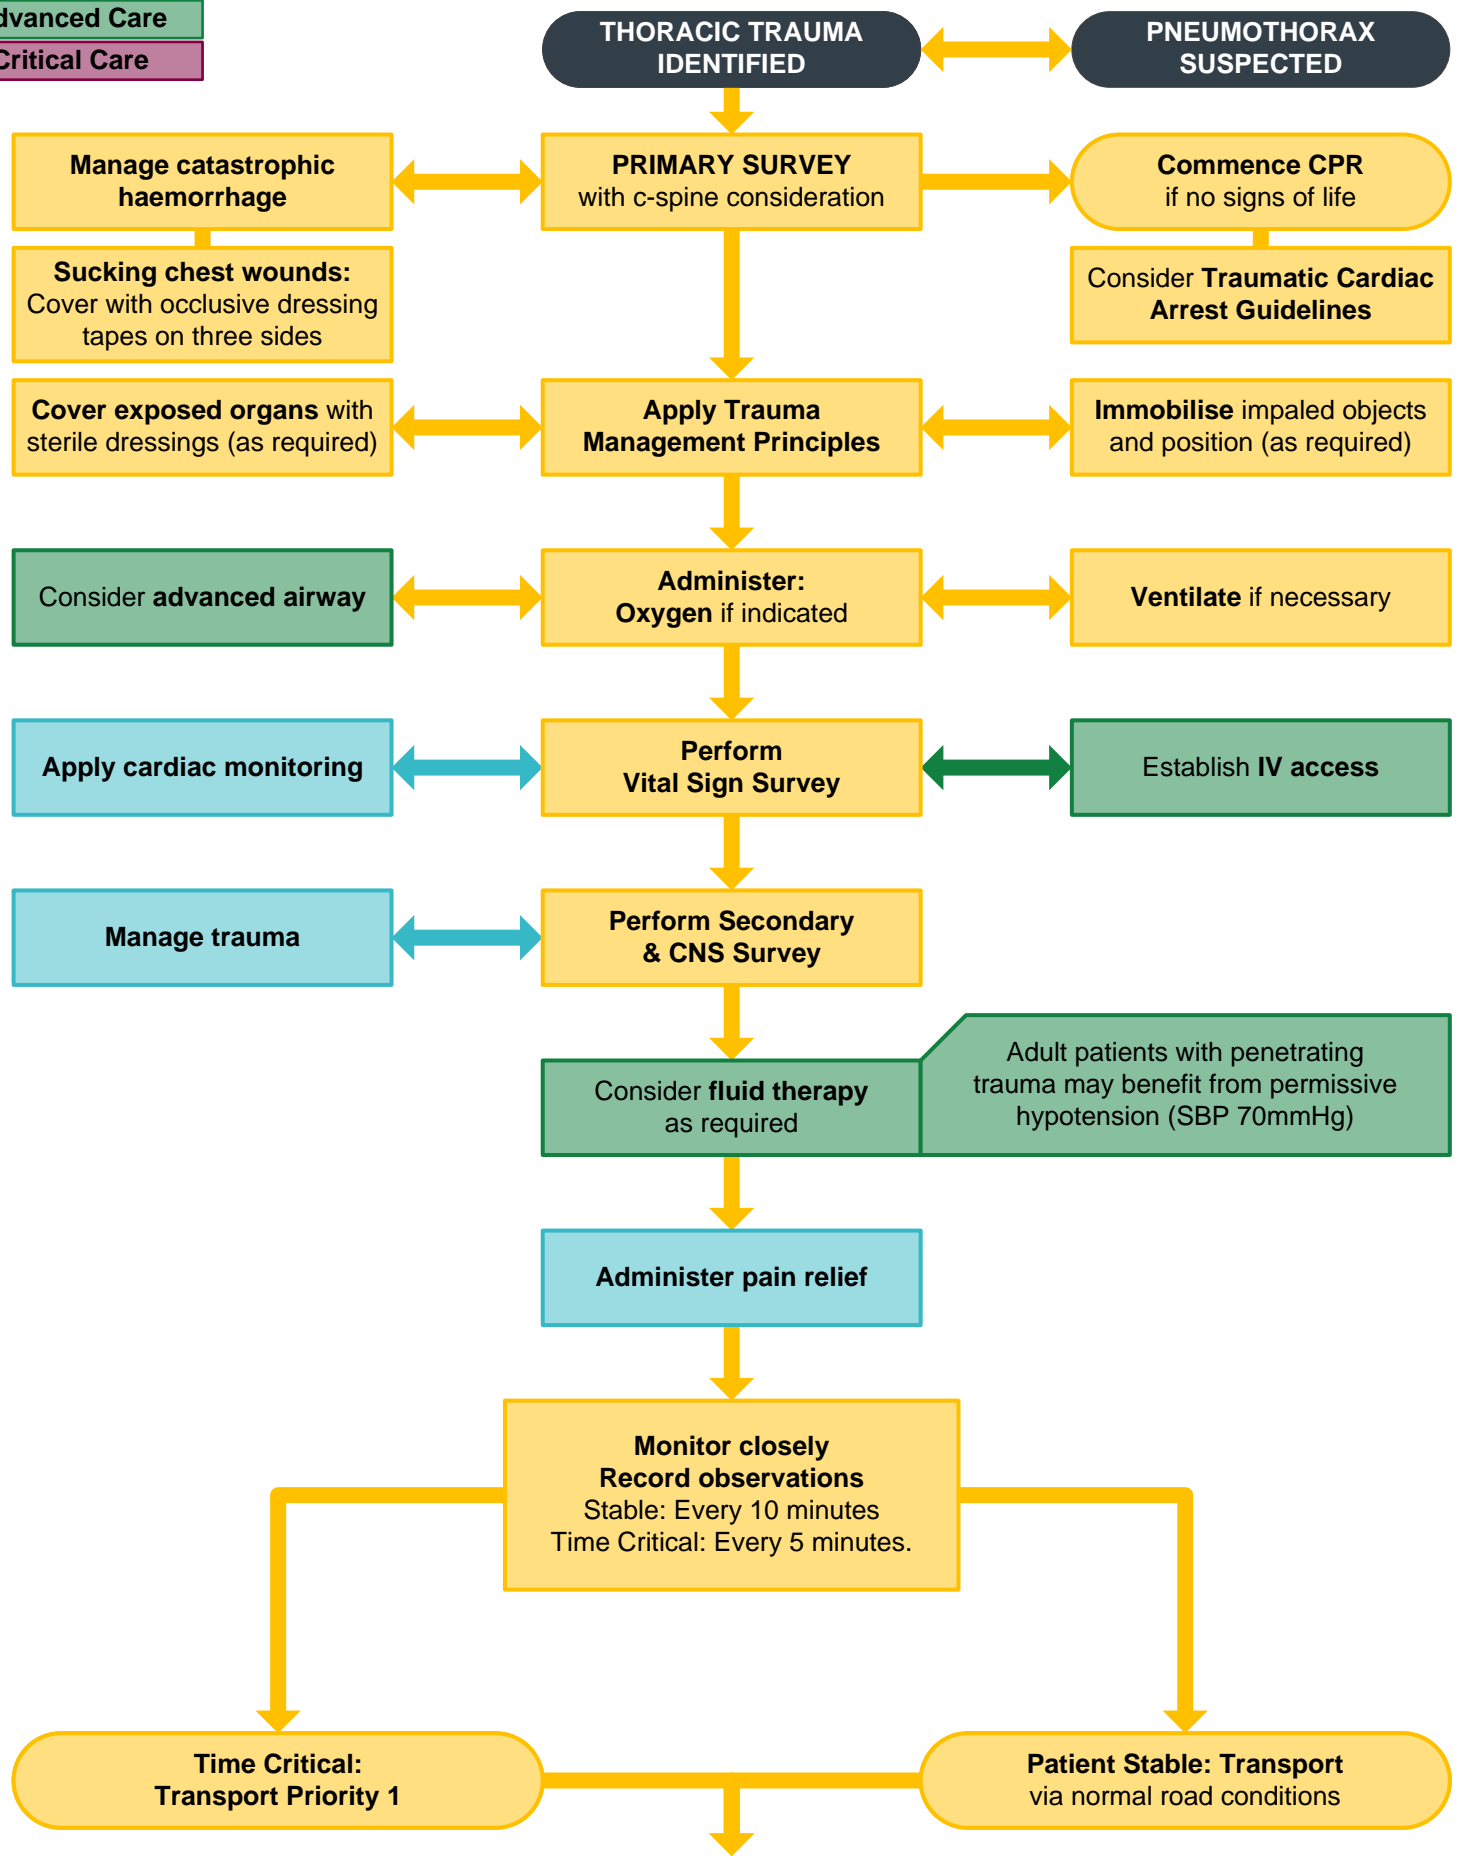 Critical Care
THORACIC TRAUMA
IDENTIFIED
PNEUMOTHORAX
SUSPECTED
Manage catastrophic
haemorrhage
PRIMARY SURVEY
with c-spine consideration
Commence CPR
if no signs of life
Sucking chest wounds:
Cover with occlusive dressing
tapes on three sides
Consider Traumatic Cardiac
Arrest Guidelines
Cover exposed organs with
sterile dressings (as required)
Apply Trauma
Management Principles
Immobilise impaled objects
and position (as required)
Consider advanced airway
Administer:
Oxygen if indicated
Ventilate if necessary
Apply cardiac monitoring
Perform
Vital Sign Survey
Establish IV access
Manage trauma
Perform Secondary
& CNS Survey
Consider fluid therapy
as required
Adult patients with penetrating
trauma may benefit from permissive
hypotension (SBP 70mmHg)
Administer pain relief
Monitor closely
Record observations
Stable: Every 10 minutes
Time Critical: Every 5 minutes.
Time Critical:
Transport Priority 1
Patient Stable: Transport
via normal road conditions